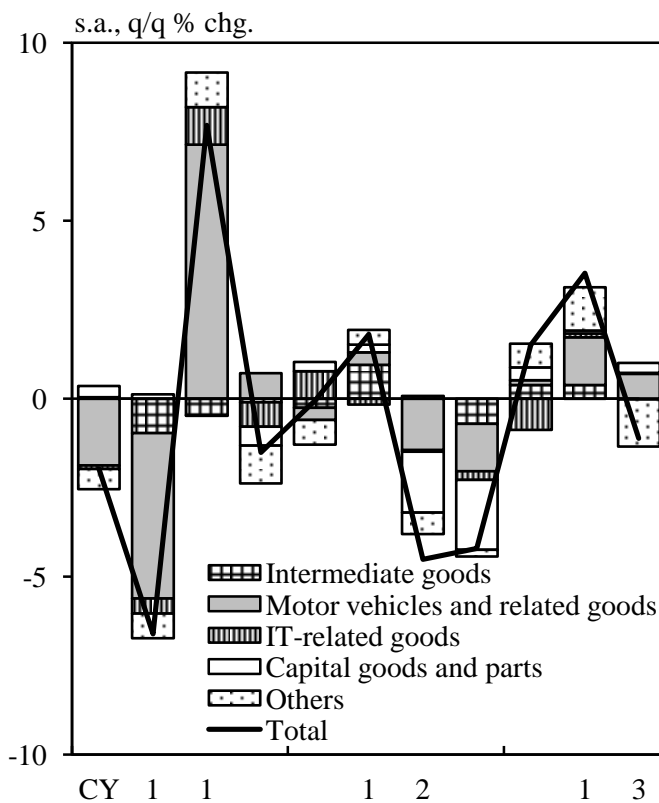 s.a., q/q % chg.
10
5
0
-5
-10
Intermediate goods
Motor vehicles and related goods
IT-related goods
Capital goods and parts
Others
Total
CY 1 1 1 2 1 3